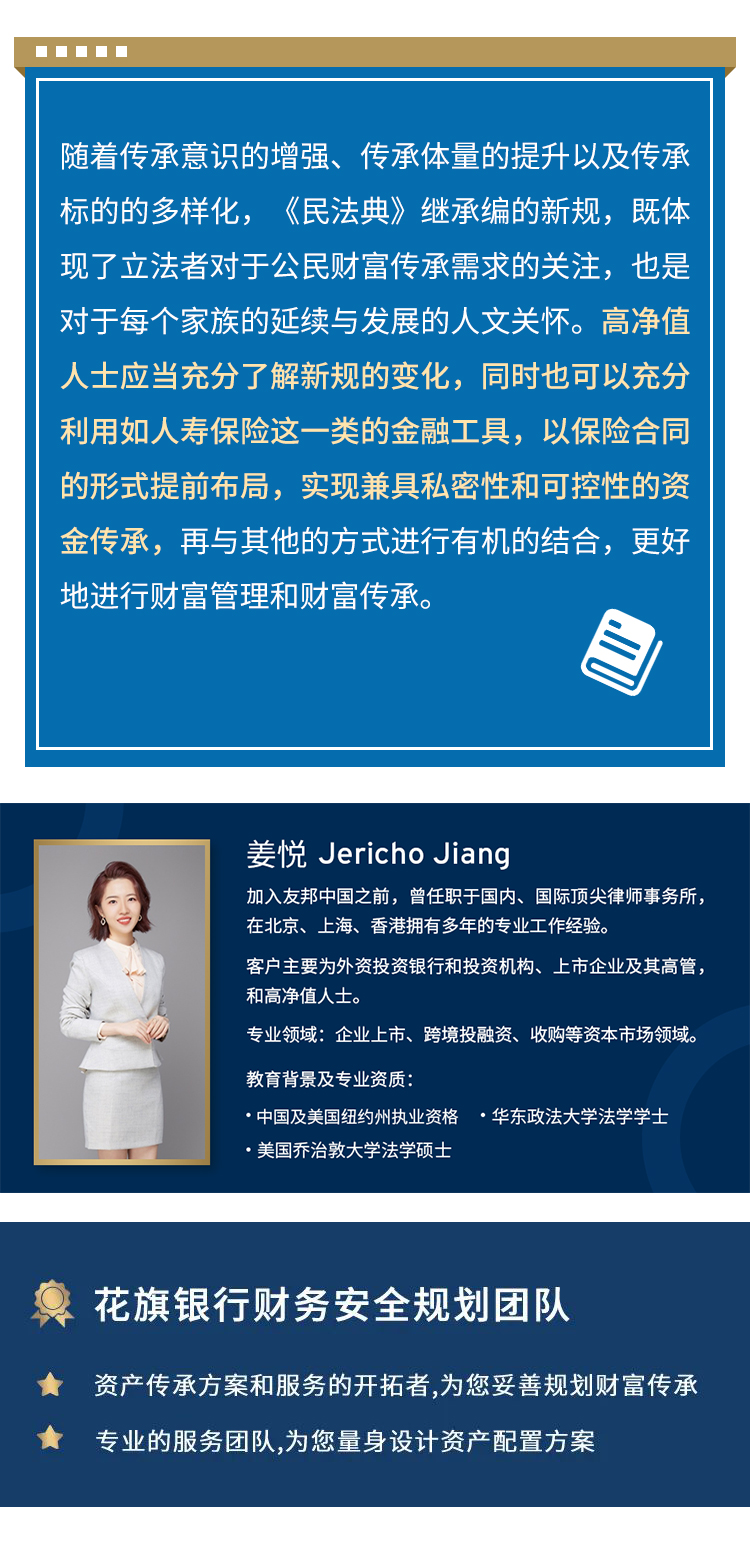 随着传承意识的增强、传承体量的提升以及传承
标的的多样化，《民法典》继承编的新规，既体
现了立法者对于公民财富传承需求的关注，也是
对于每个家族的延续与发展的人文关怀。高净值
人士应当充分了解新规的变化，同时也可以充分
利用如人寿保险这一类的金融工具，以保险合同
的形式提前布局，实现兼具私密性和可控性的资
金传承，再与其他的方式进行有机的结合，更好
地进行财富管理和财富传承。
姜悦 Jericho Jiang
加入友邦中国之前，曾任职于国内、国际顶尖律师事务所，
在北京、上海、香港拥有多年的专业工作经验。
客户主要为外资投资银行和投资机构、上市企业及其高管，
和高净值人士。
专业领域：企业上市、跨境投融资、收购等资本市场领域。
教育背景及专业资质：
•中国及美国纽约州执业资格 •华东政法大学法学学士
•美国乔治敦大学法学硕士
花旗银行财务安全规划团队
资产传承方案和服务的开拓者,为您妥善规划财富传承
专业的服务团队,为您量身设计资产配置方案